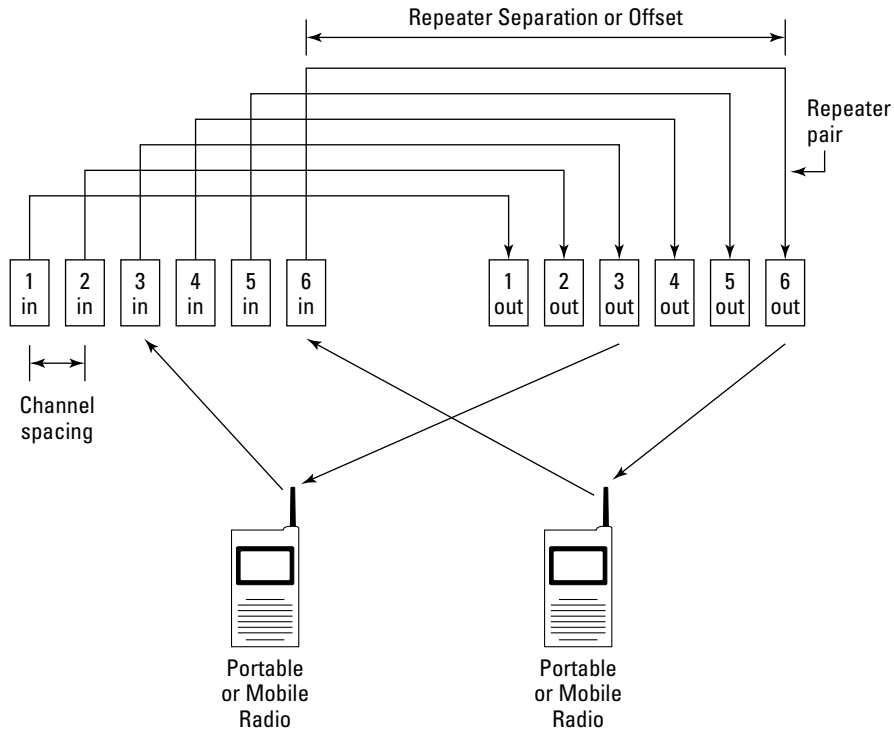 Repeater Separation or Offset
Repeater
pair
1
in
2
in
3
in
4
in
5
in
6
in
1
out
2
out
3
out
4
out
5
out
6
out
Channel
spacing
Portable
or Mobile
Radio
Portable
or Mobile
Radio